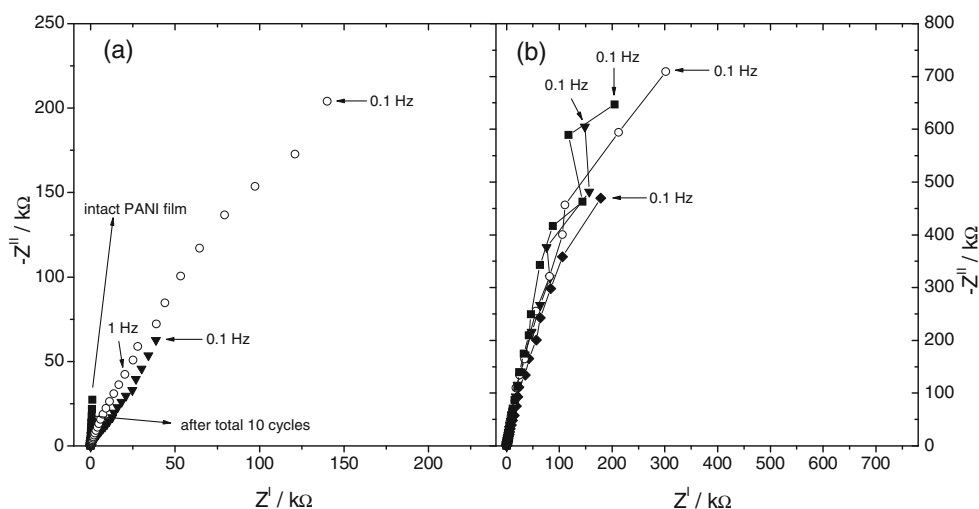 (a)
250
200
150
100
50
0
-Z^II / kΩ
0.1 Hz
intact PANI film
1 Hz
0.1 Hz
after total 10 cycles
0 50 100 150 200
Z^I / kΩ
(b)
0.1 Hz
0.1 Hz
0.1 Hz
0.1 Hz
800
700
600
500
400
300
200
100
0
-Z^II / kΩ
0 100 200 300 400 500 600 700
Z^I / kΩ